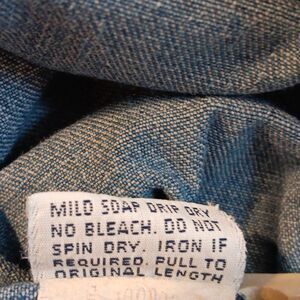 MILD SOAP DRIP DRY
NO BLEACH. DO NOT
SPIN DRY. IRON IF
REQUIRED. PULL TO
ORIGINAL LENGTH